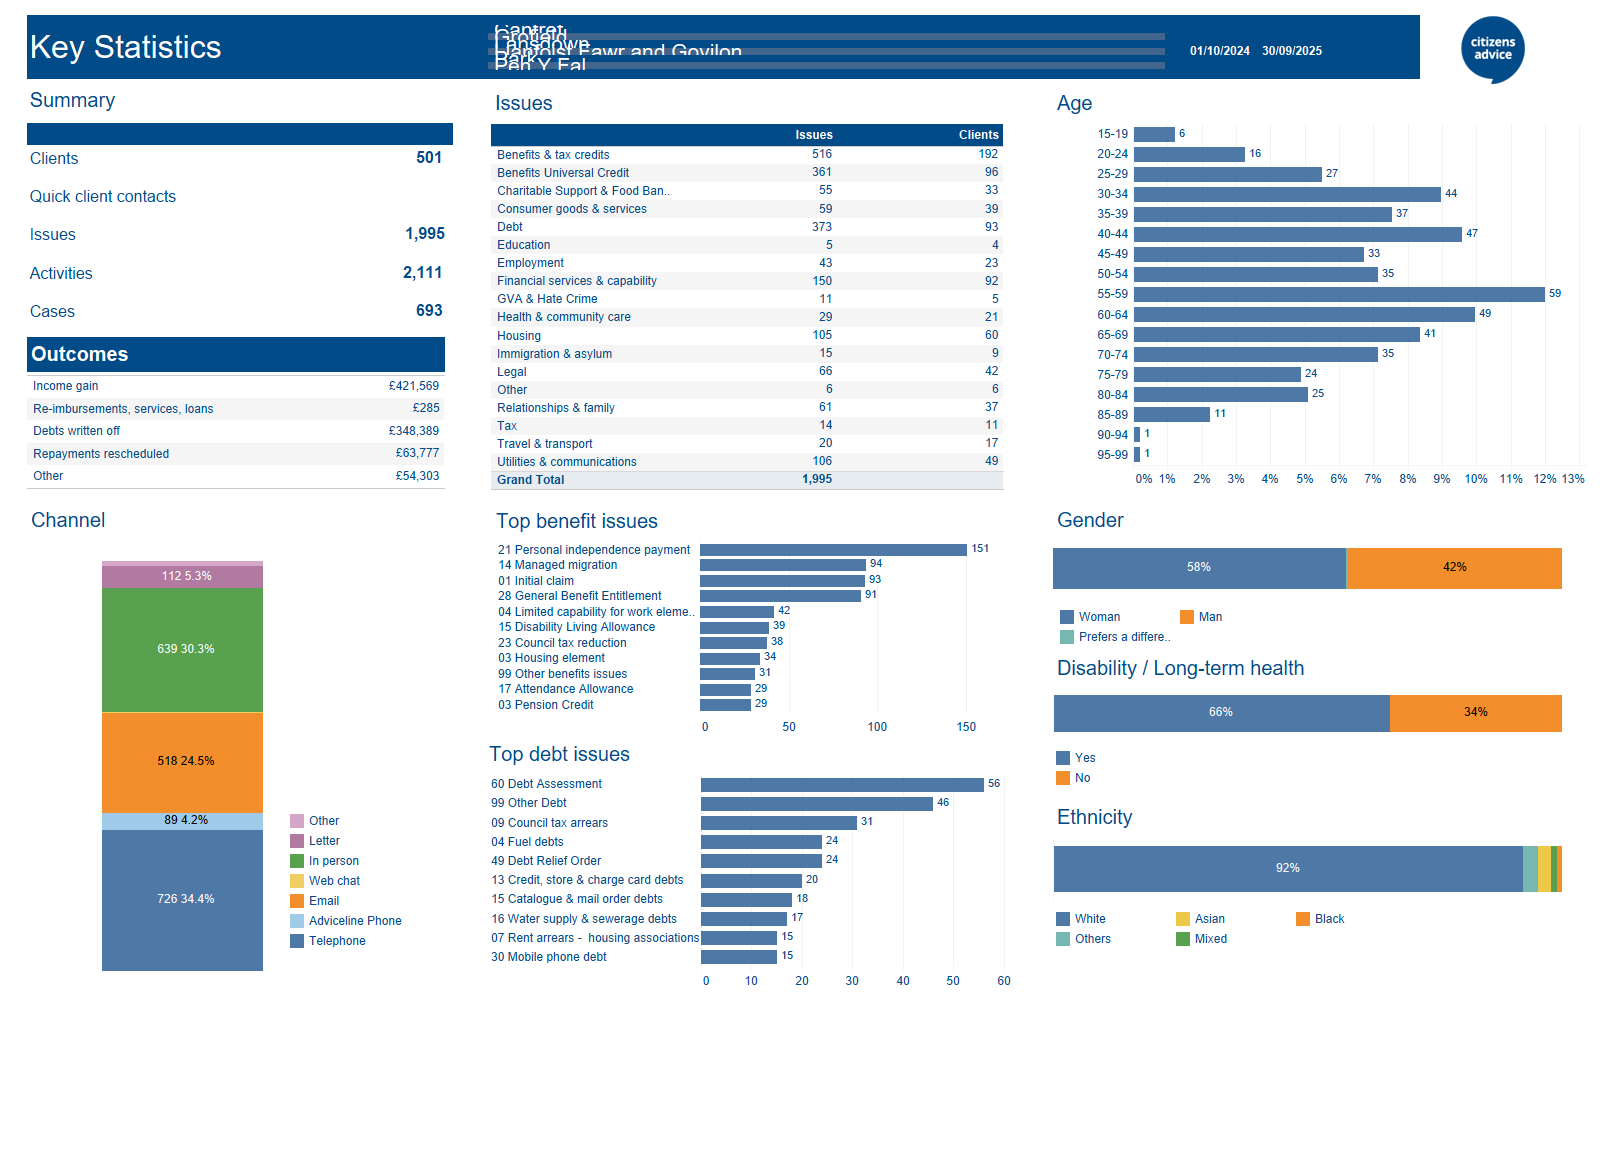 Key Statistics
Cantref
Grofield
Lansdown
Llanfoist Fawr and Govilon
Park
Pen Y Fal
01/10/2024 30/09/2025
citizens
advice
Summary
Clients 501
Quick client contacts
Issues 1,995
Activities 2,111
Cases 693
Outcomes
Income gain £421,569
Re-imbursements, services, loans £285
Debts written off £348,389
Repayments rescheduled £63,777
Other £54,303
Channel
112 5.3%
639 30.3%
518 24.5%
89 4.2%
726 34.4%
Other
Letter
In person
Web chat
Email
Adviceline Phone
Telephone
Issues
Issues Clients
Benefits & tax credits 516 192
Benefits Universal Credit 361 96
Charitable Support & Food Ban.. 55 33
Consumer goods & services 59 39
Debt 373 93
Education 5 4
Employment 43 23
Financial services & capability 150 92
GVA & Hate Crime 11 5
Health & community care 29 21
Housing 105 60
Immigration & asylum 15 9
Legal 66 42
Other 6 6
Relationships & family 61 37
Tax 14 11
Travel & transport 20 17
Utilities & communications 106 49
Grand Total 1,995
Top benefit issues
21 Personal independence payment 151
14 Managed migration 94
01 Initial claim 93
28 General Benefit Entitlement 91
04 Limited capability for work eleme.. 42
15 Disability Living Allowance 39
23 Council tax reduction 38
03 Housing element 34
99 Other benefits issues 31
17 Attendance Allowance 29
03 Pension Credit 29
0 50 100 150
Top debt issues
60 Debt Assessment 56
99 Other Debt 46
09 Council tax arrears 31
04 Fuel debts 24
49 Debt Relief Order 24
13 Credit, store & charge card debts 20
15 Catalogue & mail order debts 18
16 Water supply & sewerage debts 17
07 Rent arrears - housing associations 15
30 Mobile phone debt 15
0 10 20 30 40 50 60
Age
15-19 6
20-24 16
25-29 27
30-34 44
35-39 37
40-44 47
45-49 33
50-54 35
55-59 59
60-64 49
65-69 41
70-74 35
75-79 24
80-84 25
85-89 11
90-94 1
95-99 1
0% 1% 2% 3% 4% 5% 6% 7% 8% 9% 10% 11% 12% 13%
Gender
58% 42%
Woman Man
Prefers a differe..
Disability / Long-term health
66% 34%
Yes
No
Ethnicity
92%
White Asian Black
Others Mixed